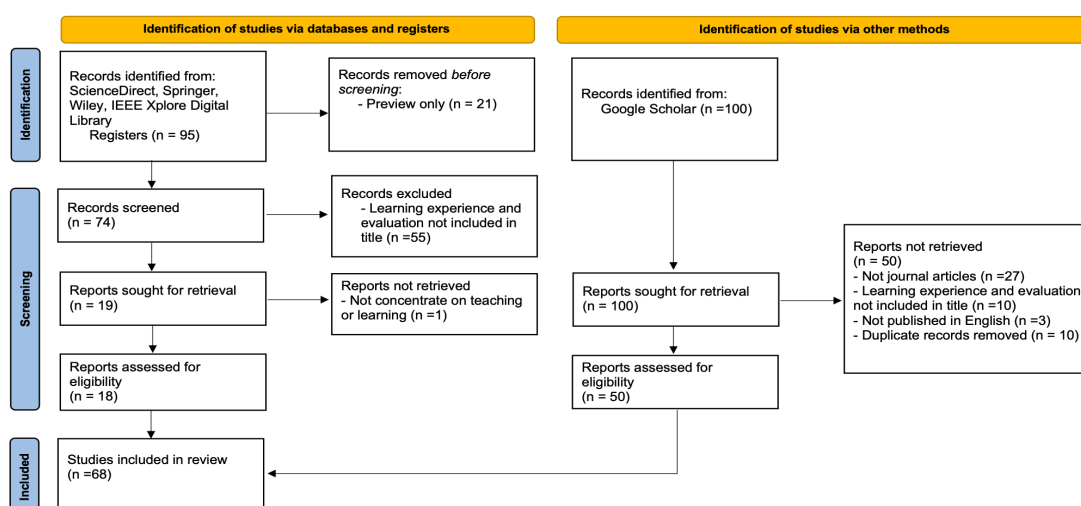 Identification of studies via databases and registers
Identification of studies via other methods
Identification
Records identified from:
ScienceDirect, Springer,
Wiley, IEEE Xplore Digital
Library
Registers (n = 95)
Records removed before
screening:
- Preview only (n = 21)
Records identified from:
Google Scholar (n =100)
Screening
Records screened
(n = 74)
Records excluded
- Learning experience and
evaluation not included in
title (n =55)
Reports sought for retrieval
(n = 19)
Reports not retrieved
- Not concentrate on teaching
or learning (n =1)
Reports sought for retrieval
(n = 100)
Reports not retrieved
(n = 50)
- Not journal articles (n =27)
- Learning experience and evaluation
not included in title (n =10)
- Not published in English (n =3)
- Duplicate records removed (n = 10)
Reports assessed for
eligibility
(n = 18)
Reports assessed for
eligibility
(n = 50)
Included
Studies included in review
(n =68)